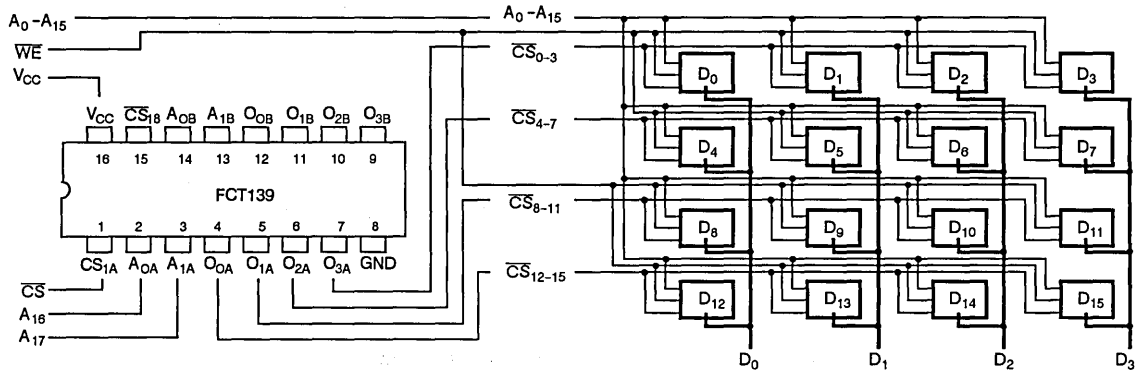 A0–A15
A0–A15
WE
CS0–3
VCC
D0 D1 D2 D3
VCC CS18 A0B A1B O0B O1B O2B O3B
CS4–7
16 15 14 13 12 11 10 9
D4 D5 D6 D7
FCT139
CS8–11
1 2 3 4 5 6 7 8
D8 D9 D10 D11
CS1A A0A A1A O0A O1A O2A O3A GND
CS12–15
CS
D12 D13 D14 D15
A16
A17
D0 D1 D2 D3